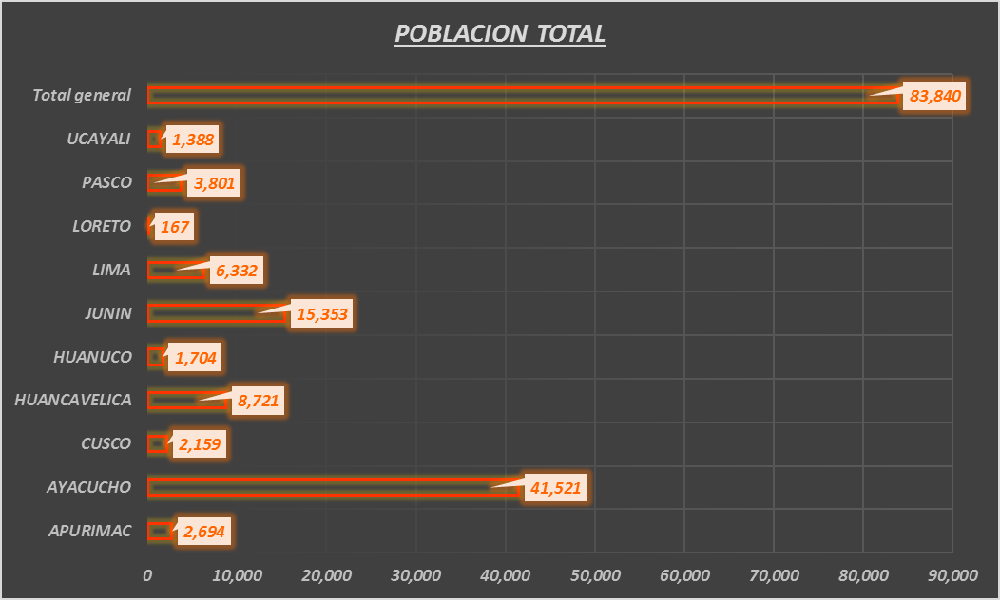 POBLACION TOTAL
Total general 83,840
UCAYALI 1,388
PASCO 3,801
LORETO 167
LIMA 6,332
JUNIN 15,353
HUANUCO 1,704
HUANCAVELICA 8,721
CUSCO 2,159
AYACUCHO 41,521
APURIMAC 2,694
0 10,000 20,000 30,000 40,000 50,000 60,000 70,000 80,000 90,000